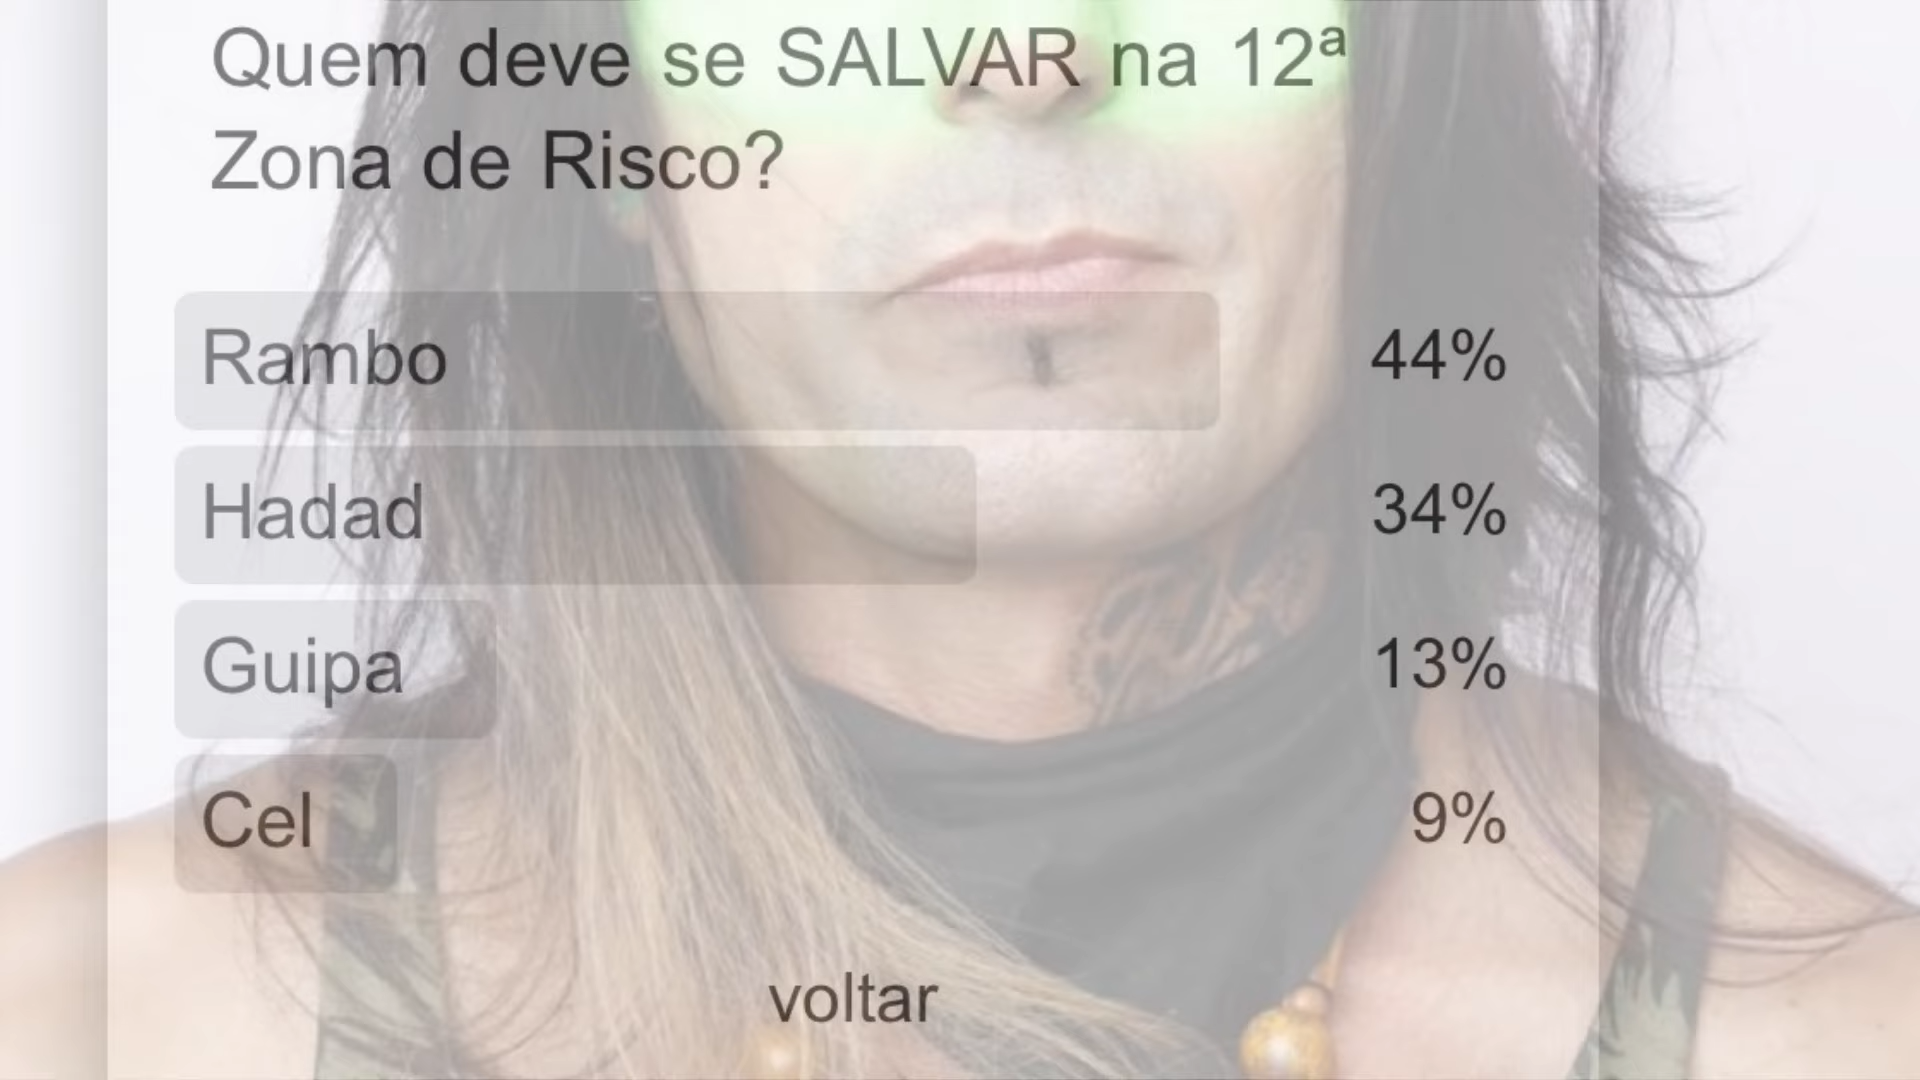 Quem deve se SALVAR na 12ª
Zona de Risco?
Rambo 44%
Hadad 34%
Guipa 13%
Cel 9%
voltar